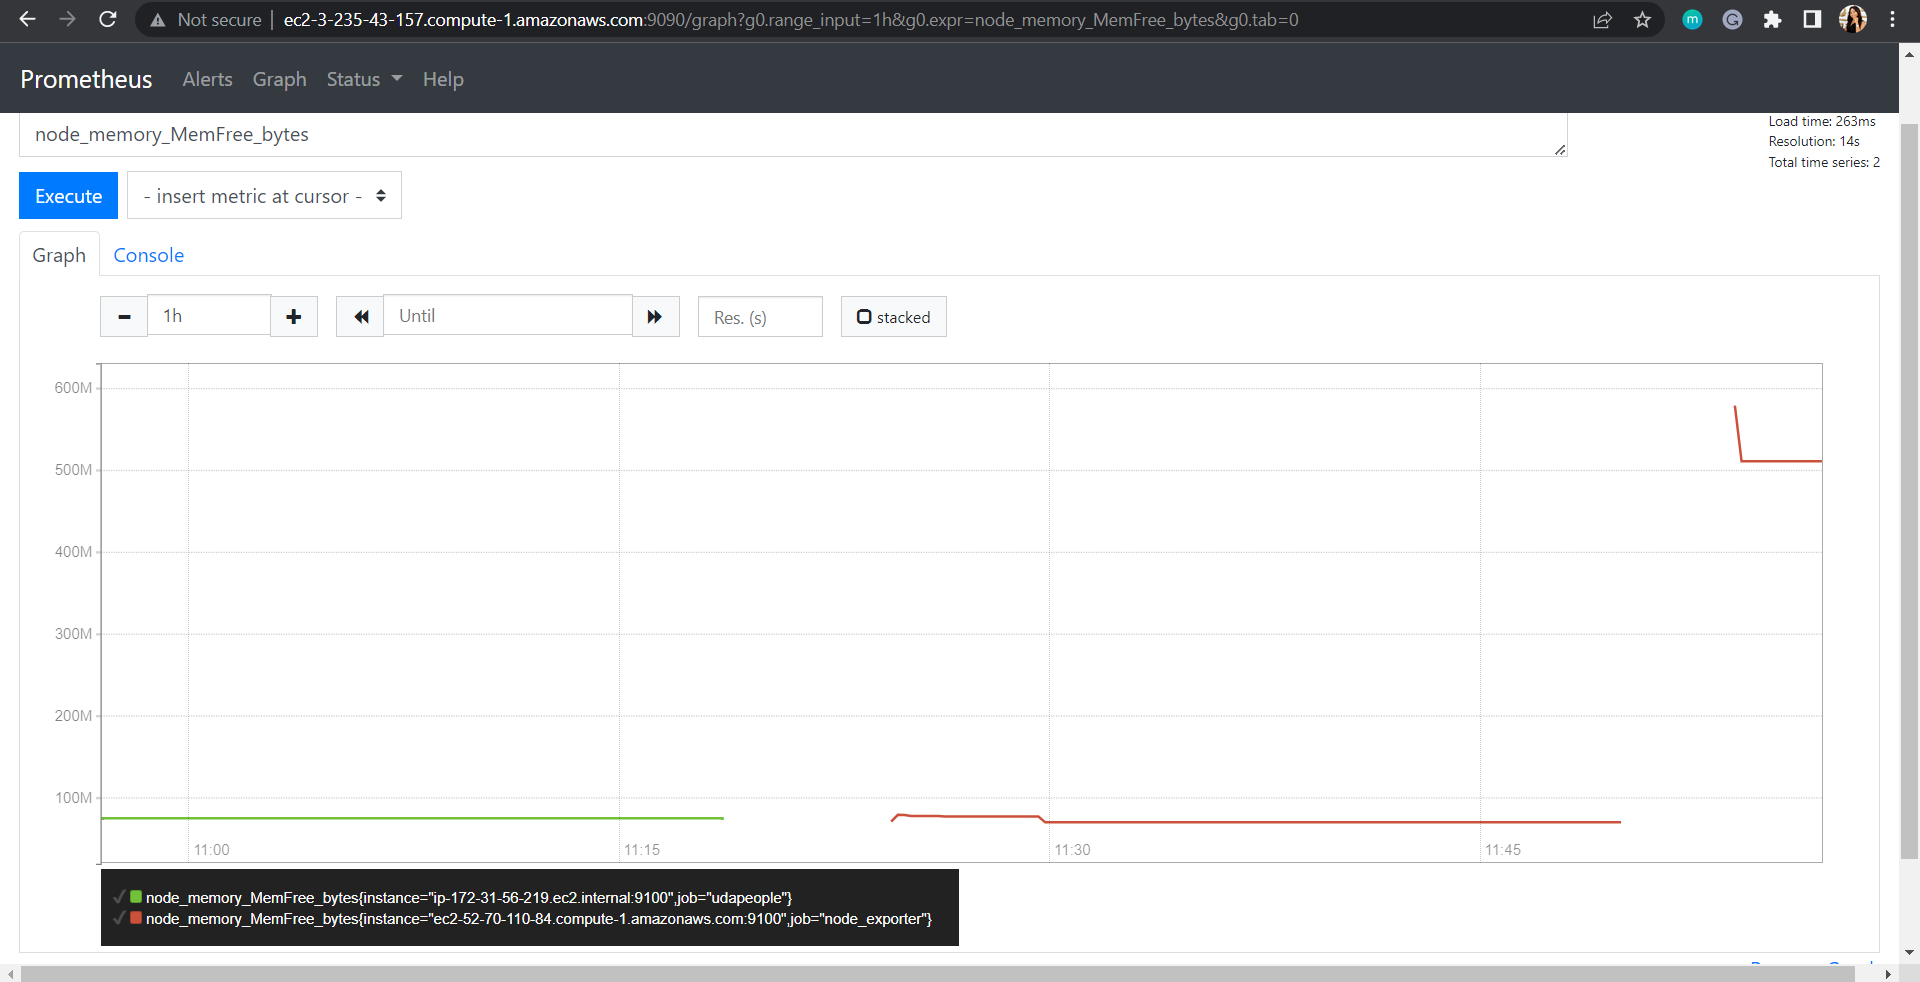 Not secure | ec2-3-235-43-157.compute-1.amazonaws.com:9090/graph?g0.range_input=1h&g0.expr=node_memory_MemFree_bytes&g0.tab=0
m
G
Prometheus Alerts Graph Status Help
node_memory_MemFree_bytes
Load time: 263ms
Resolution: 14s
Total time series: 2
Execute - insert metric at cursor -
Graph Console
1h Until Res. (s) stacked
600M
500M
400M
300M
200M
100M
11:00 11:15 11:30 11:45
node_memory_MemFree_bytes{instance="ip-172-31-56-219.ec2.internal:9100",job="udapeople"}
node_memory_MemFree_bytes{instance="ec2-52-70-110-84.compute-1.amazonaws.com:9100",job="node_exporter"}